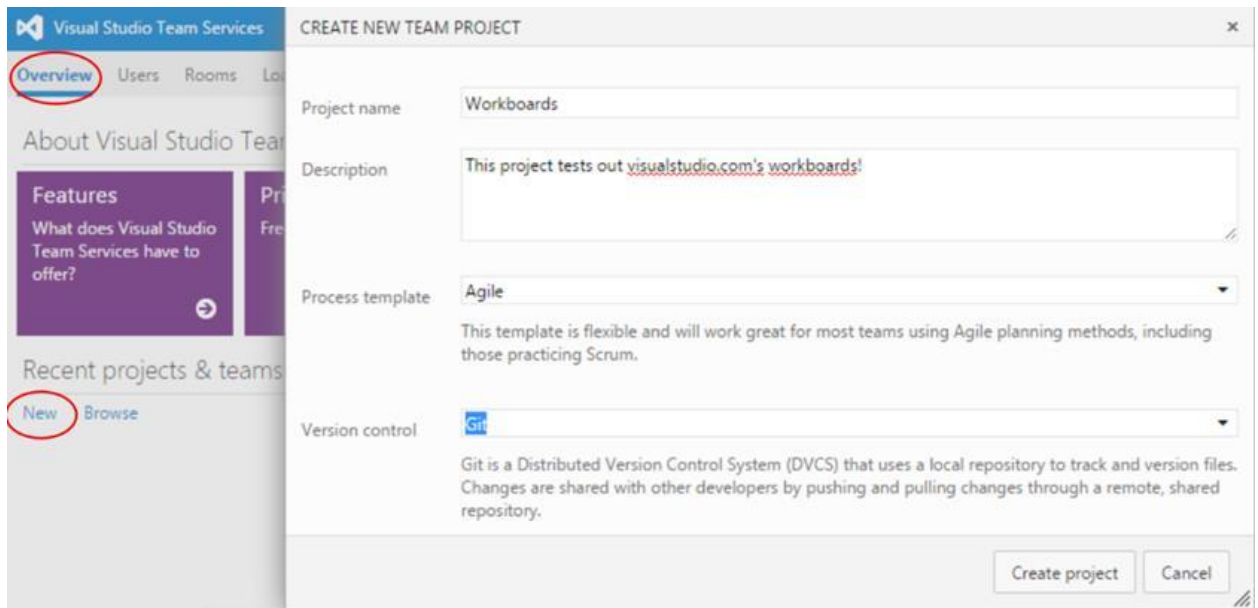 Visual Studio Team Services
Overview Users Rooms
About Visual Studio
Features
What does Visual Studio
Team Services have to
offer?
Recent projects & teams
New Browse
CREATE NEW TEAM PROJECT
×
Project name
Workboards
Description
This project tests out visualstudio.com's workboards!
Process template
Agile
This template is flexible and will work great for most teams using Agile planning methods, including
those practicing Scrum.
Version control
Git
Git is a Distributed Version Control System (DVCS) that uses a local repository to track and version files.
Changes are shared with other developers by pushing and pulling changes through a remote, shared
repository.
Create project
Cancel